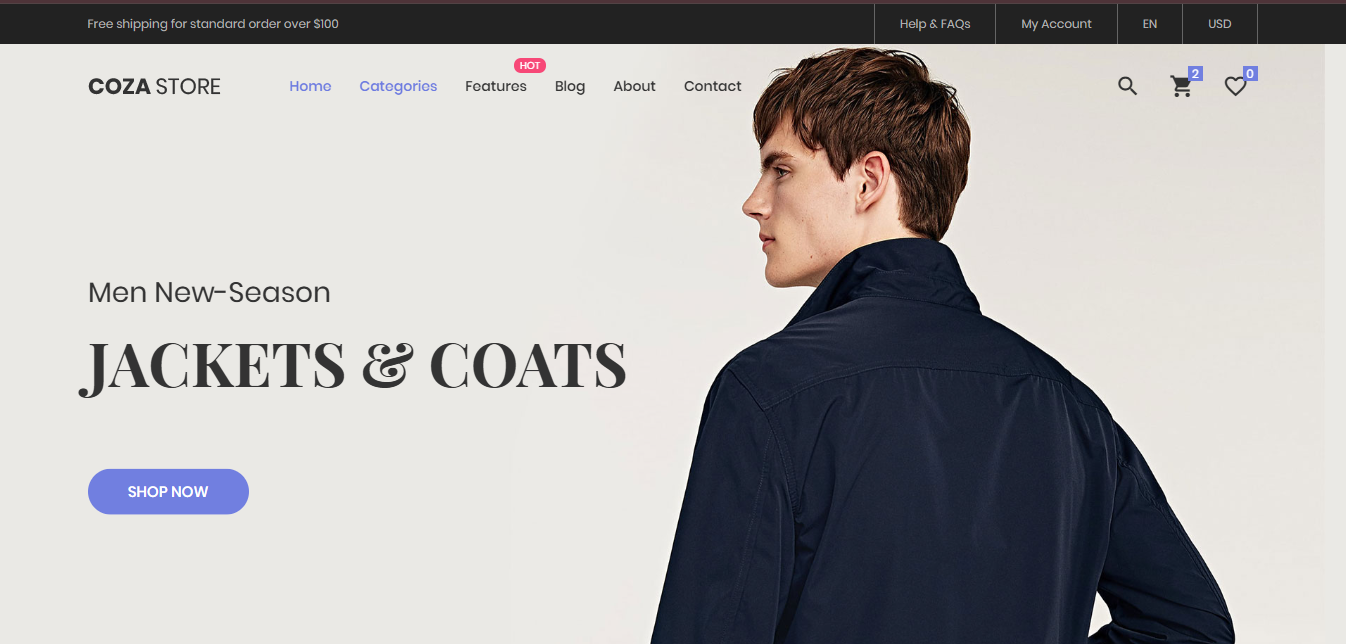 Free shipping for standard order over $100
Help & FAQs
My Account
EN
USD
COZA STORE
Home
Categories
Features
HOT
Blog
About
Contact
2
0
Men New-Season
JACKETS & COATS
SHOP NOW